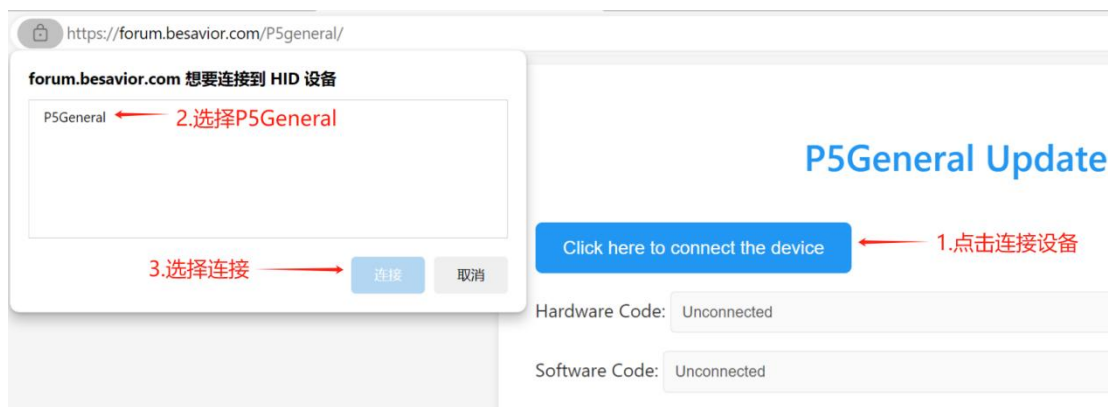 https://forum.besavior.com/P5general/
forum.besavior.com 想要连接到 HID 设备
P5General
2.选择P5General
3.选择连接
连接
取消
P5General Update
Click here to connect the device
1.点击连接设备
Hardware Code:
Unconnected
Software Code:
Unconnected